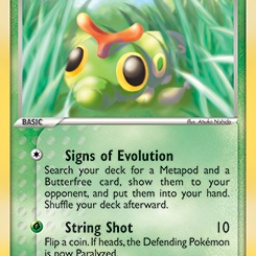 BASIC
Illus. Atsuko Nishida
Signs of Evolution
Search your deck for a Metapod and a
Butterfree card, show them to your
opponent, and put them into your hand.
Shuffle your deck afterward.
String Shot 10
Flip a coin. If heads, the Defending Pokémon
is now Paralyzed.